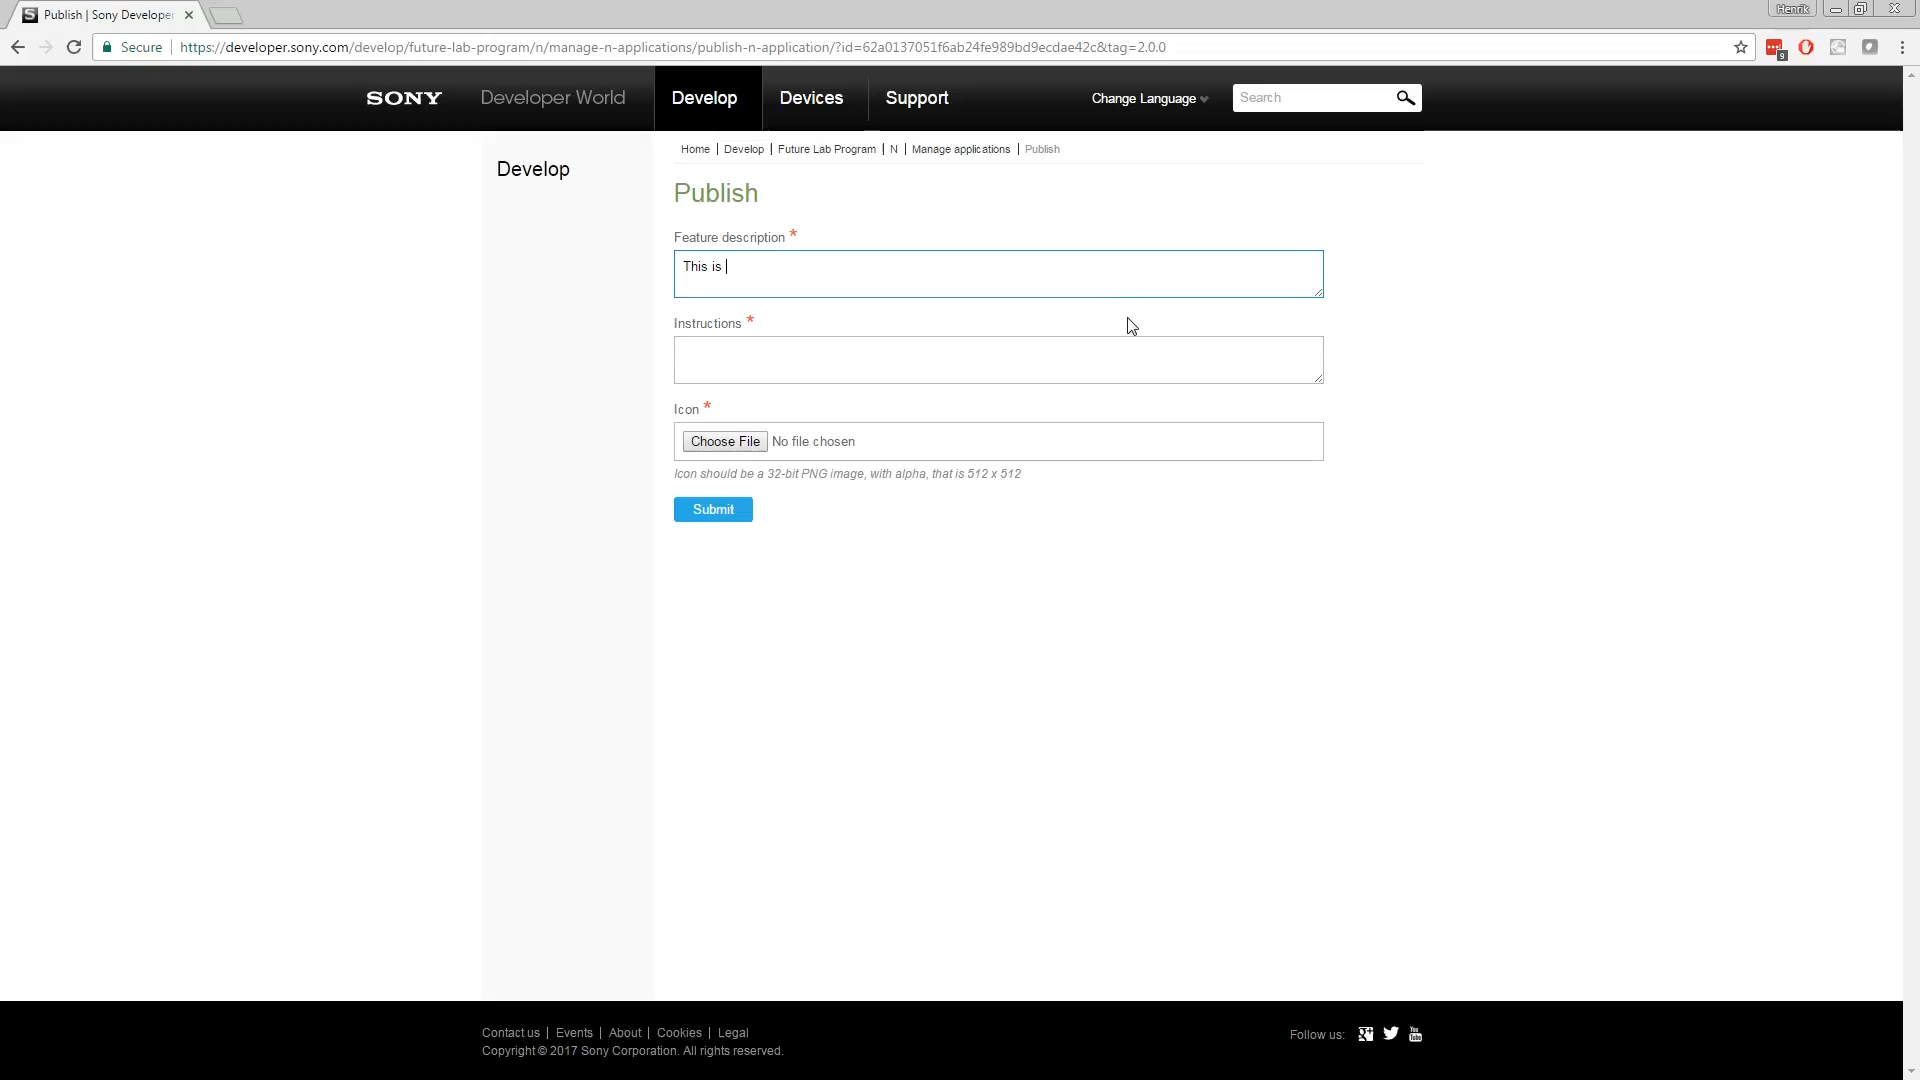 Publish | Sony Developer
Henrik
Secure
https://developer.sony.com/develop/future-lab-program/n/manage-n-applications/publish-n-application/?id=62a0137051f6ab24fe989bd9ecdae42c&tag=2.0.0
9
SONY Developer World Develop Devices Support Change Language Search
Home | Develop | Future Lab Program | N | Manage applications | Publish
Develop
Publish
Feature description *
This is
Instructions *
Icon *
Choose File No file chosen
Icon should be a 32-bit PNG image, with alpha, that is 512 x 512
Submit
Contact us | Events | About | Cookies | Legal
Follow us:
Copyright © 2017 Sony Corporation. All rights reserved.